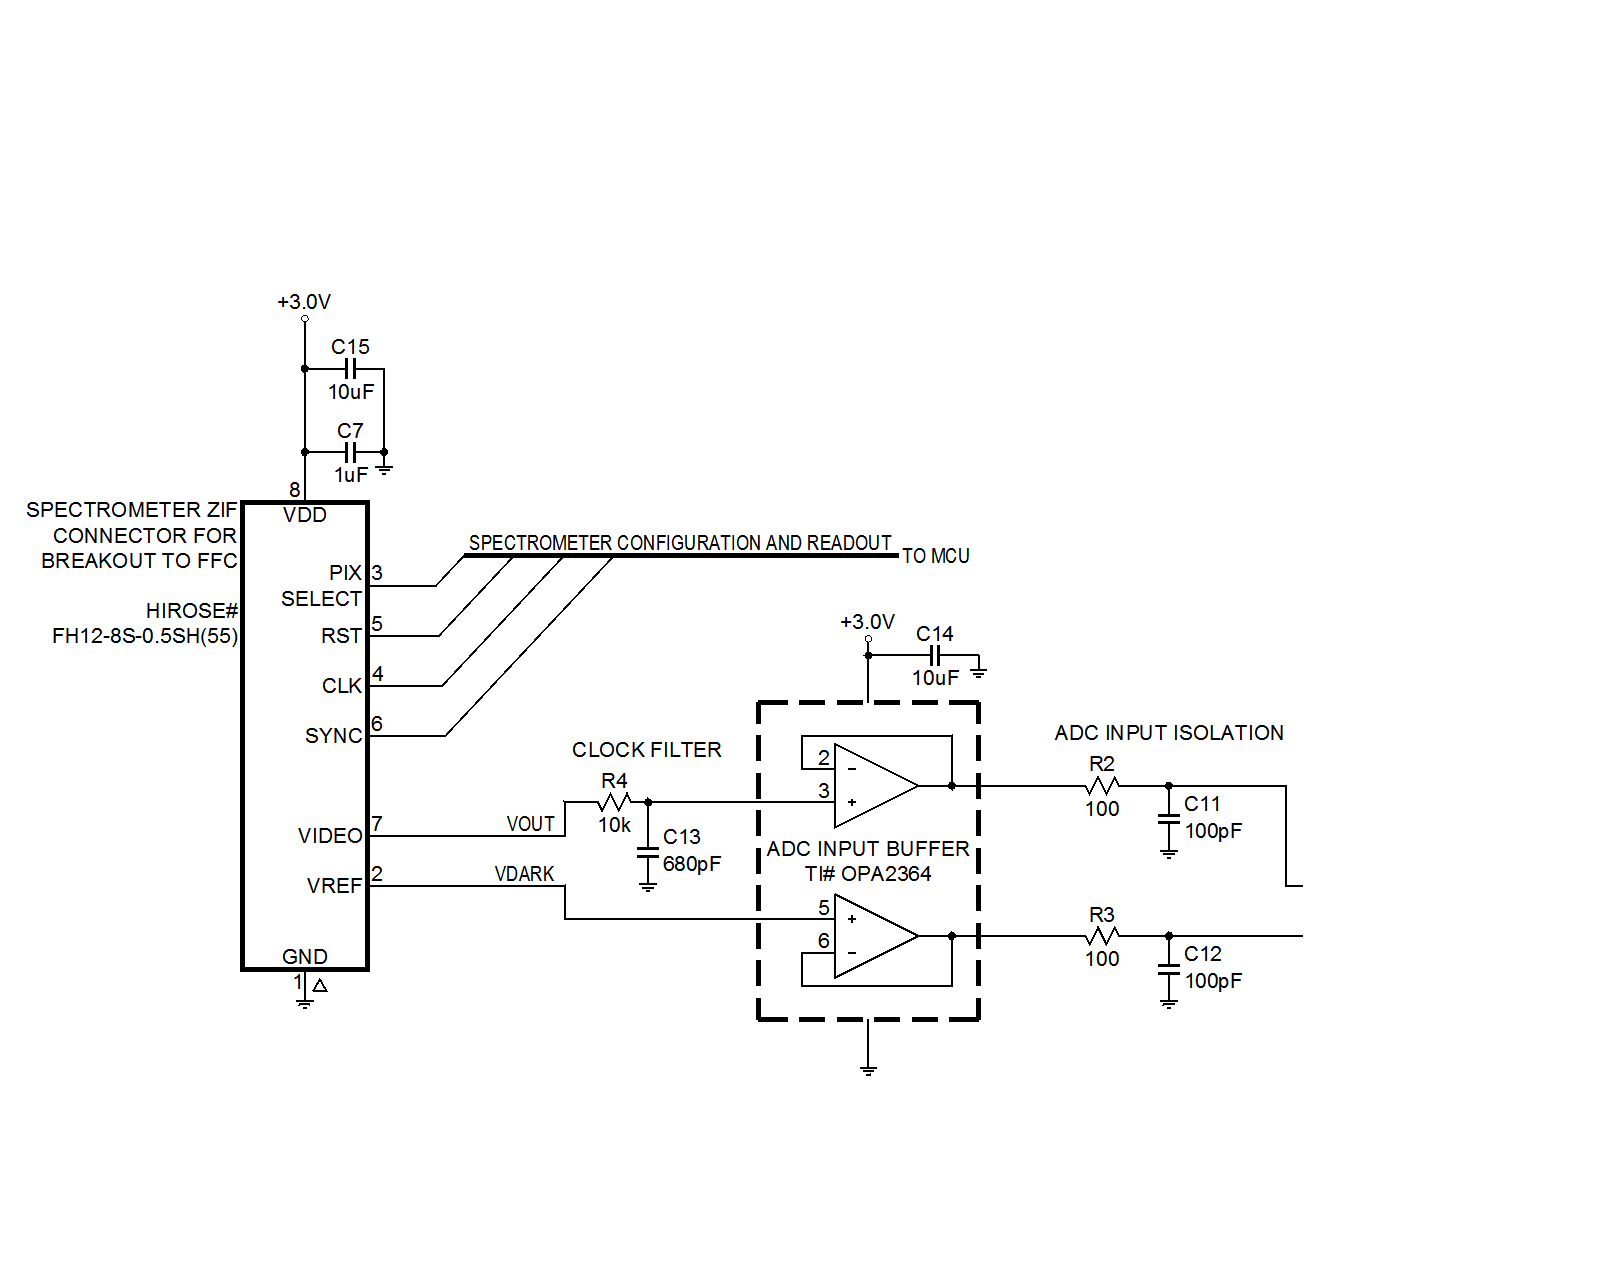 +3.0V
C15
10uF
C7
1uF
8
SPECTROMETER ZIF
CONNECTOR FOR
BREAKOUT TO FFC
HIROSE#
FH12-8S-0.5SH(55)
VDD
PIX
SELECT
3
RST
5
CLK
4
SYNC
6
VIDEO
7
VREF
2
GND
1
SPECTROMETER CONFIGURATION AND READOUT
TO MCU
CLOCK FILTER
R4
10k
VOUT
C13
680pF
VDARK
+3.0V
C14
10uF
2
-
3
+
ADC INPUT BUFFER
TI# OPA2364
5
+
6
-
ADC INPUT ISOLATION
R2
100
C11
100pF
R3
100
C12
100pF